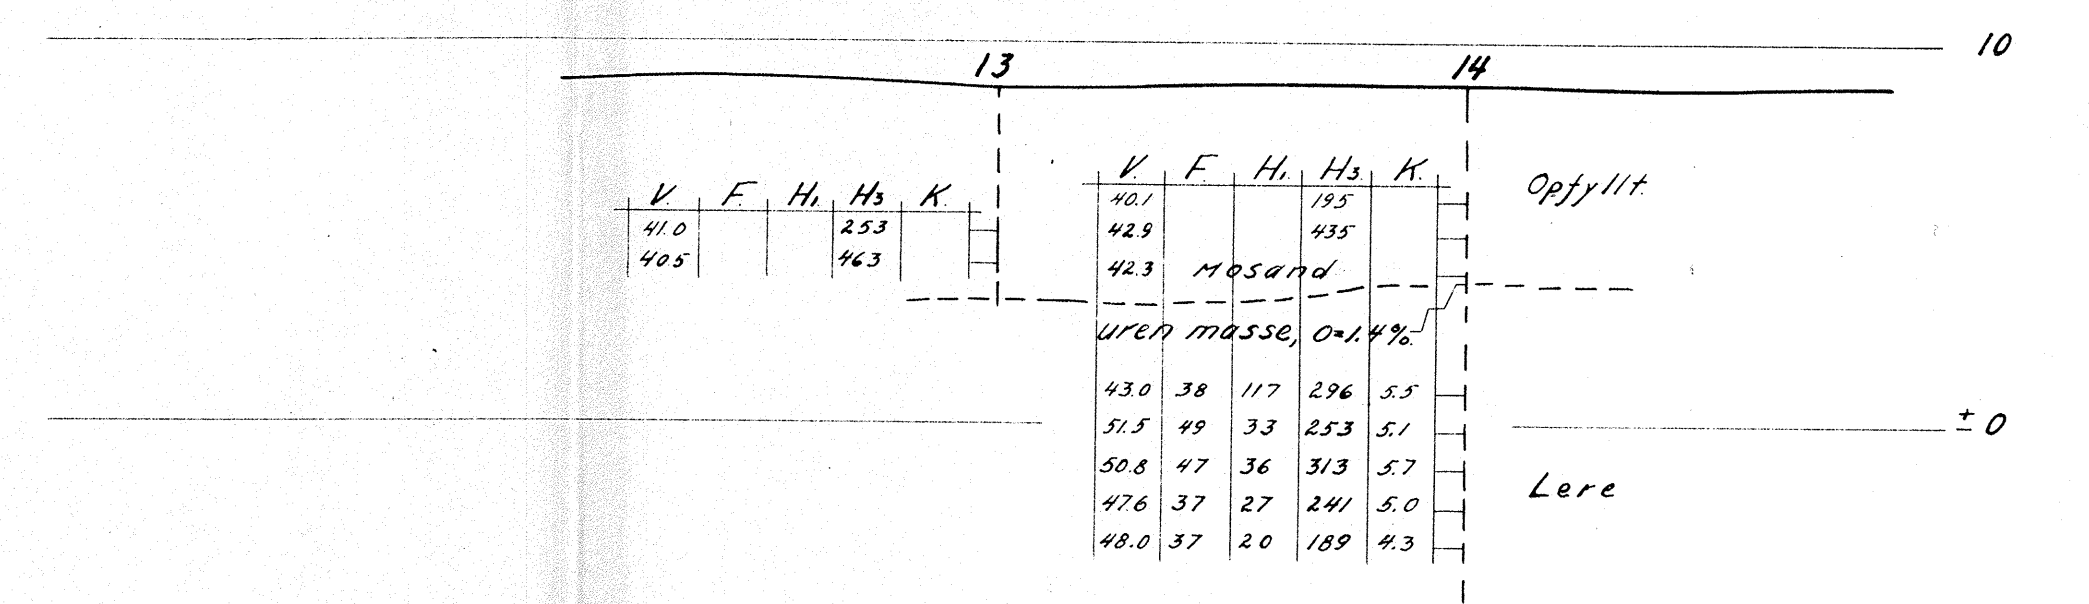 10
13 14
V. F. H₁ H₃ K.
41.0 253
40.5 463
V. F. H₁. H₃. K.
40.1 195
42.9 435
42.3 Mosand
uren masse, O=1.4%.
43.0 38 117 296 5.5
51.5 49 33 253 5.1
50.8 47 36 313 5.7
47.6 37 27 241 5.0
48.0 37 20 189 4.3
Opfyllt.
± 0
Lere